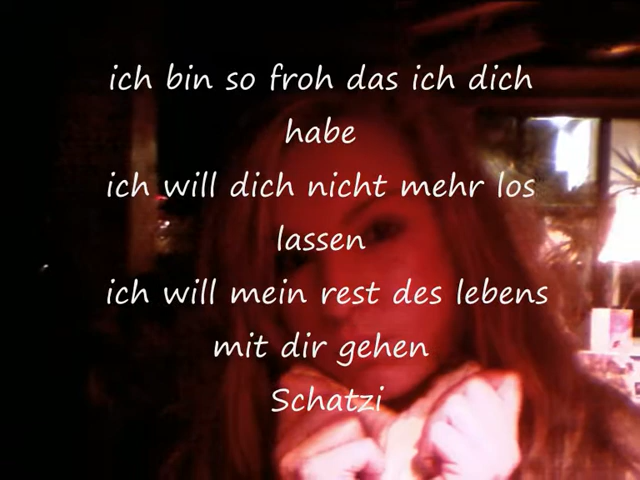 ich bin so froh das ich dich
habe
ich will dich nicht mehr los
lassen
ich will mein rest des lebens
mit dir gehen
Schatzi